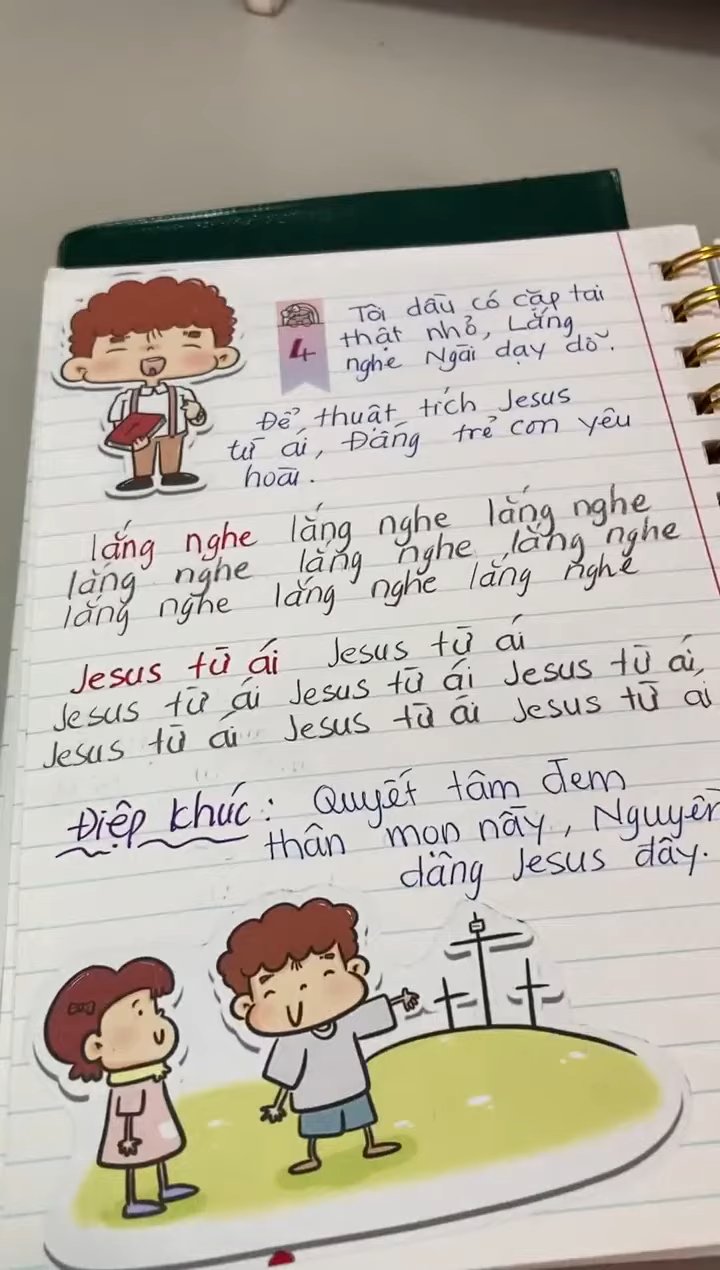 4
Tôi dầu có cặp tai
thật nhỏ, Lắng
nghe Ngài dạy dỗ.
Để thuật tích Jesus
từ ái, Đấng trẻ con yêu
hoài.
lắng nghe lắng nghe lắng nghe
lắng nghe lắng nghe lắng nghe
lắng nghe lắng nghe lắng nghe
Jesus từ ái Jesus từ ái
Jesus từ ái Jesus từ ái Jesus từ ái
Jesus từ ái Jesus từ ái Jesus từ ái
Điệp khúc: Quyết tâm đem
thân mọn nầy, Nguyền
dâng Jesus đây.